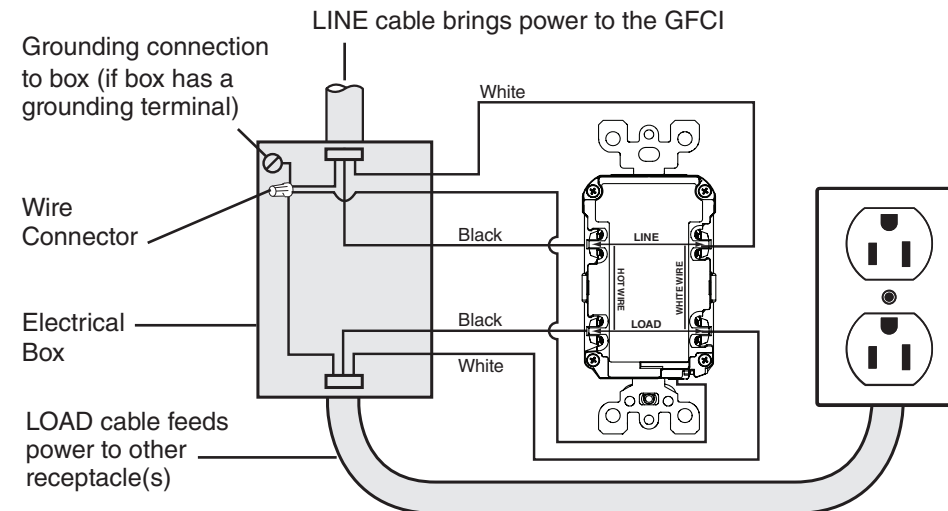 LINE cable brings power to the GFCI
Grounding connection
to box (if box has a
grounding terminal)
White
Wire
Connector
Black
LINE
HOT WIRE
WHITE WIRE
Electrical
Box
Black
LOAD
White
LOAD cable feeds
power to other
receptacle(s)